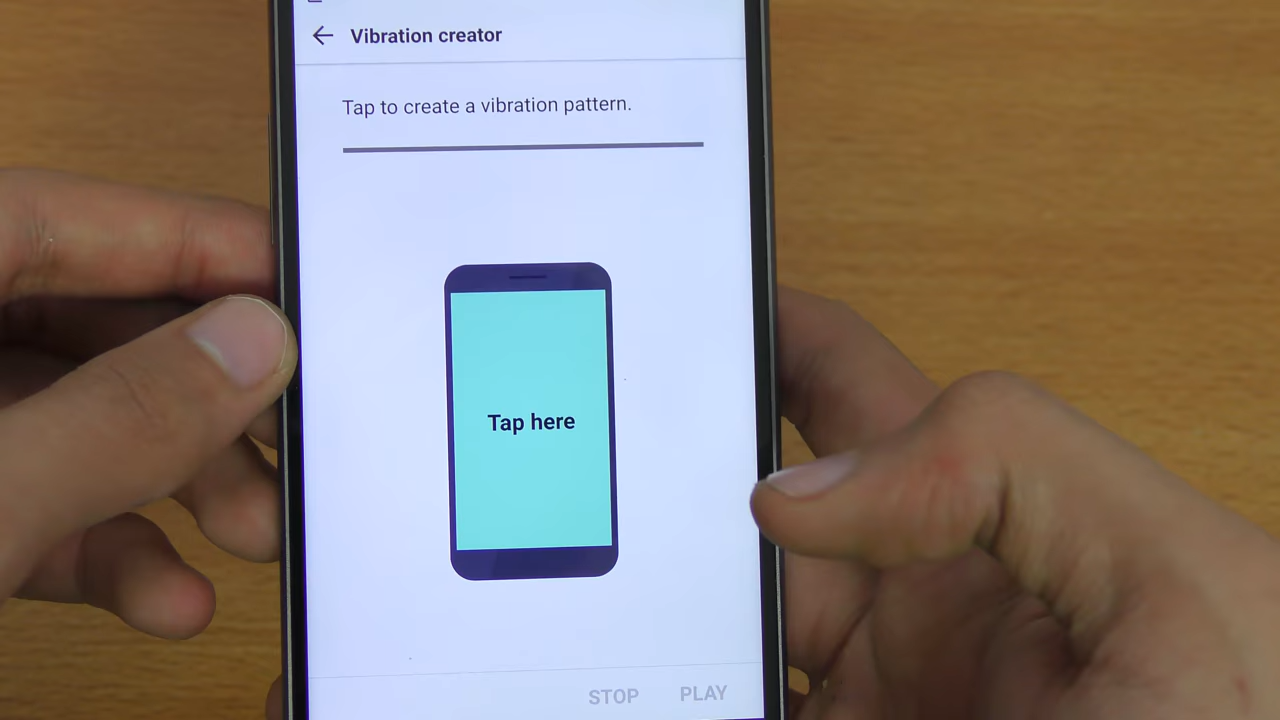 Vibration creator
Tap to create a vibration pattern.
Tap here
STOP PLAY